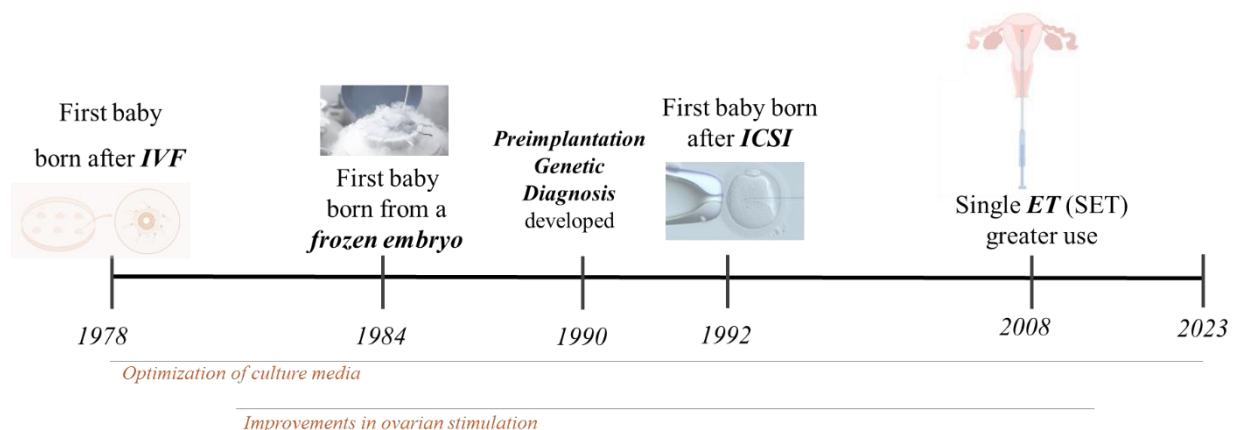 First baby
born after IVF
First baby
born from a
frozen embryo
Preimplantation
Genetic
Diagnosis
developed
First baby born
after ICSI
Single ET (SET)
greater use
1978
1984
1990
1992
2008
2023
Optimization of culture media
Improvements in ovarian stimulation